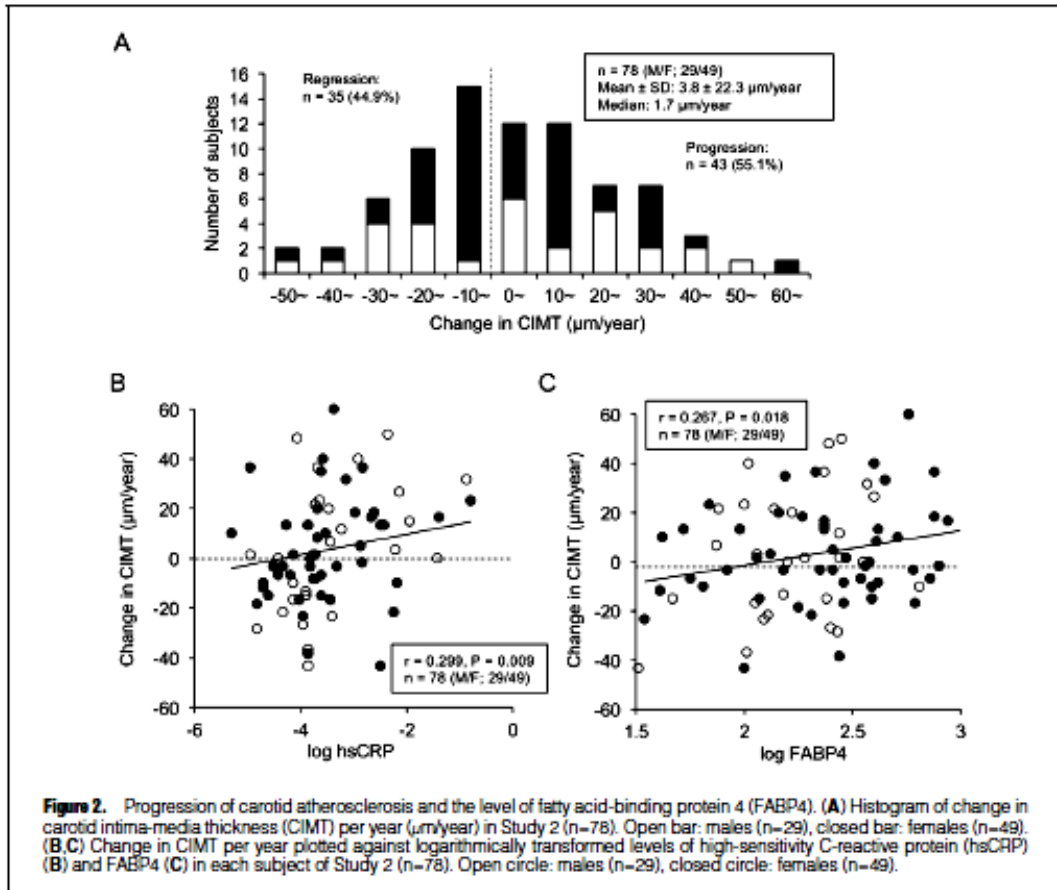 A
Regression:
n = 35 (44.9%)
n = 78 (M/F; 29/49)
Mean ± SD: 3.8 ± 22.3 µm/year
Median: 1.7 µm/year
Progression:
n = 43 (55.1%)
Number of subjects
16
14
12
10
8
6
4
2
0
-50~ -40~ -30~ -20~ -10~ 0~ 10~ 20~ 30~ 40~ 50~ 60~
Change in CIMT (µm/year)
B
Change in CIMT (µm/year)
60
40
20
0
-20
-40
-60
r = 0.299, P = 0.009
n = 78 (M/F; 29/49)
-6 -4 -2 0
log hsCRP
C
Change in CIMT (µm/year)
r = 0.267, P = 0.018
n = 78 (M/F; 29/49)
60
40
20
0
-20
-40
-60
1.5 2 2.5 3
log FABP4
Figure 2. Progression of carotid atherosclerosis and the level of fatty acid-binding protein 4 (FABP4). (A) Histogram of change in
carotid intima-media thickness (CIMT) per year (µm/year) in Study 2 (n=78). Open bar: males (n=29), closed bar: females (n=49).
(B,C) Change in CIMT per year plotted against logarithmically transformed levels of high-sensitivity C-reactive protein (hsCRP)
(B) and FABP4 (C) in each subject of Study 2 (n=78). Open circle: males (n=29), closed circle: females (n=49).